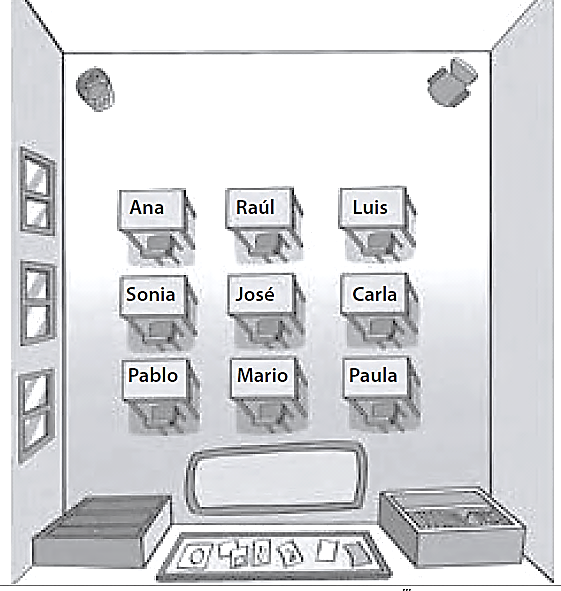 Ana Raúl Luis
Sonia José Carla
Pablo Mario Paula